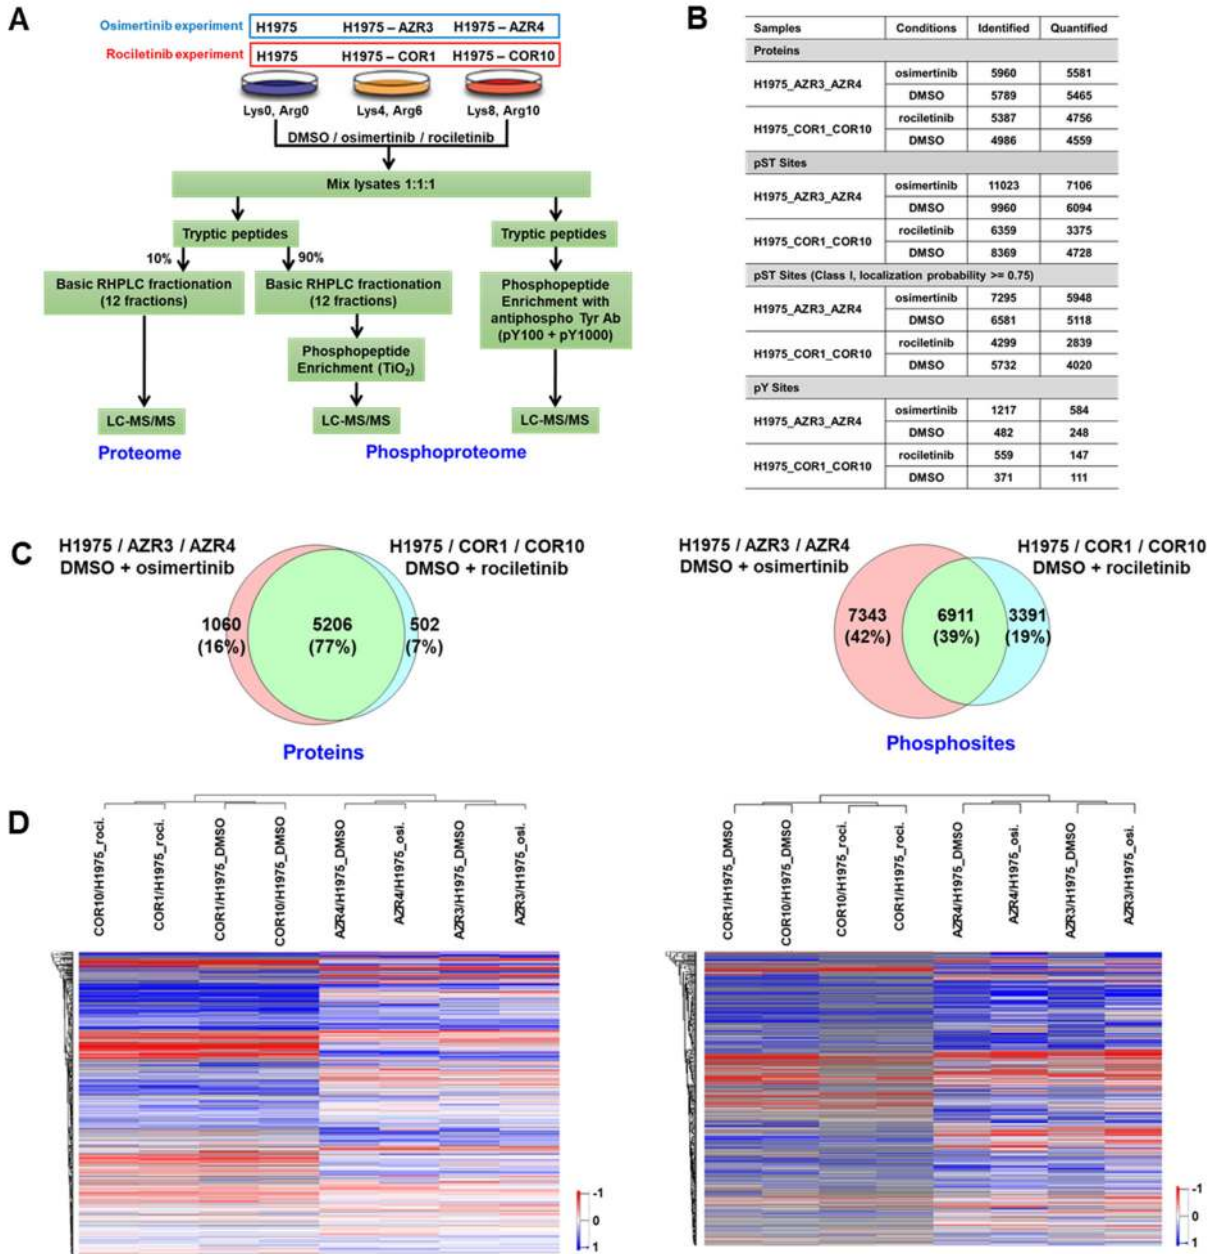 A
Osimertinib experiment H1975 H1975 – AZR3 H1975 – AZR4
Rociletinib experiment H1975 H1975 – COR1 H1975 – COR10
Lys0, Arg0 Lys4, Arg6 Lys8, Arg10
DMSO / osimertinib / rociletinib
Mix lysates 1:1:1
Tryptic peptides Tryptic peptides
10% 90%
Basic RHPLC fractionation
(12 fractions)
Basic RHPLC fractionation
(12 fractions)
Phosphopeptide
Enrichment with
antiphospho Tyr Ab
(pY100 + pY1000)
Phosphopeptide
Enrichment (TiO₂)
LC-MS/MS LC-MS/MS LC-MS/MS
Proteome Phosphoproteome
B
Samples Conditions Identified Quantified
Proteins
H1975_AZR3_AZR4 osimertinib 5960 5581
DMSO 5789 5465
H1975_COR1_COR10 rociletinib 5387 4756
DMSO 4986 4559
pST Sites
H1975_AZR3_AZR4 osimertinib 11023 7106
DMSO 9960 6094
H1975_COR1_COR10 rociletinib 6359 3375
DMSO 8369 4728
pST Sites (Class I, localization probability >= 0.75)
H1975_AZR3_AZR4 osimertinib 7295 5948
DMSO 6581 5118
H1975_COR1_COR10 rociletinib 4299 2839
DMSO 5732 4020
pY Sites
H1975_AZR3_AZR4 osimertinib 1217 584
DMSO 482 248
H1975_COR1_COR10 rociletinib 559 147
DMSO 371 111
C
H1975 / AZR3 / AZR4
DMSO + osimertinib
H1975 / COR1 / COR10
DMSO + rociletinib
1060
(16%)
5206
(77%)
502
(7%)
Proteins
H1975 / AZR3 / AZR4
DMSO + osimertinib
H1975 / COR1 / COR10
DMSO + rociletinib
7343
(42%)
6911
(39%)
3391
(19%)
Phosphosites
D
COR10/H1975_roci.
COR1/H1975_roci.
COR1/H1975_DMSO
COR10/H1975_DMSO
AZR4/H1975_DMSO
AZR4/H1975_osi.
AZR3/H1975_DMSO
AZR3/H1975_osi.
-1
0
1
COR1/H1975_DMSO
COR10/H1975_DMSO
COR10/H1975_roci.
COR1/H1975_roci.
AZR4/H1975_DMSO
AZR4/H1975_osi.
AZR3/H1975_DMSO
AZR3/H1975_osi.
-1
0
1